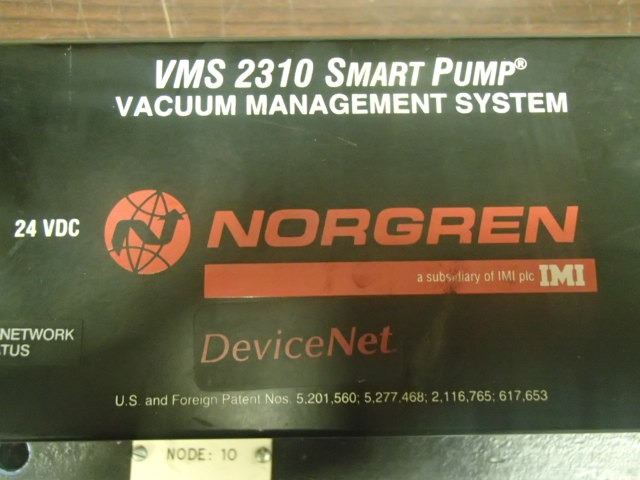 VMS 2310 SMART PUMP®
VACUUM MANAGEMENT SYSTEM
24 VDC
NORGREN
a subsidiary of IMI plc IMI
NETWORK
TUS
DeviceNet
U.S. and Foreign Patent Nos. 5,201,560; 5,277,468; 2,116,765; 617,653
NODE: 10